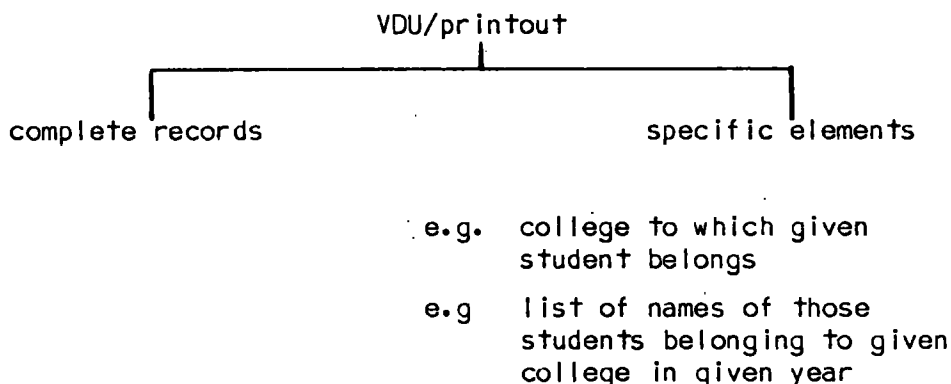 VDU/printout
complete records
specific elements
e.g. college to which given
student belongs
e.g list of names of those
students belonging to given
college in given year